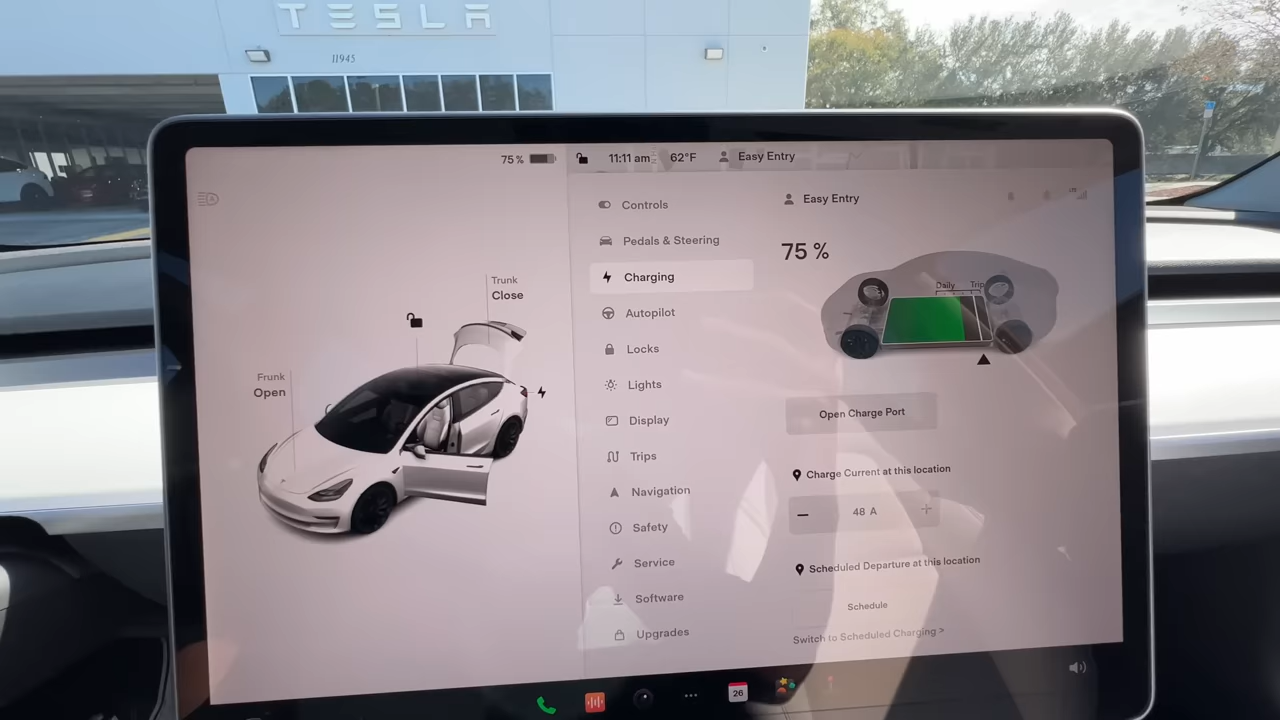 TESLA
11945
75 %
11:11 am
62°F
Easy Entry
Trunk
Close
Frunk
Open
Controls
Pedals & Steering
Charging
Autopilot
Locks
Lights
Display
Trips
Navigation
Safety
Service
Software
Upgrades
Easy Entry
75 %
Daily Trip
Open Charge Port
Charge Current at this location
− 48 A +
Scheduled Departure at this location
Schedule
Switch to Scheduled Charging >
26